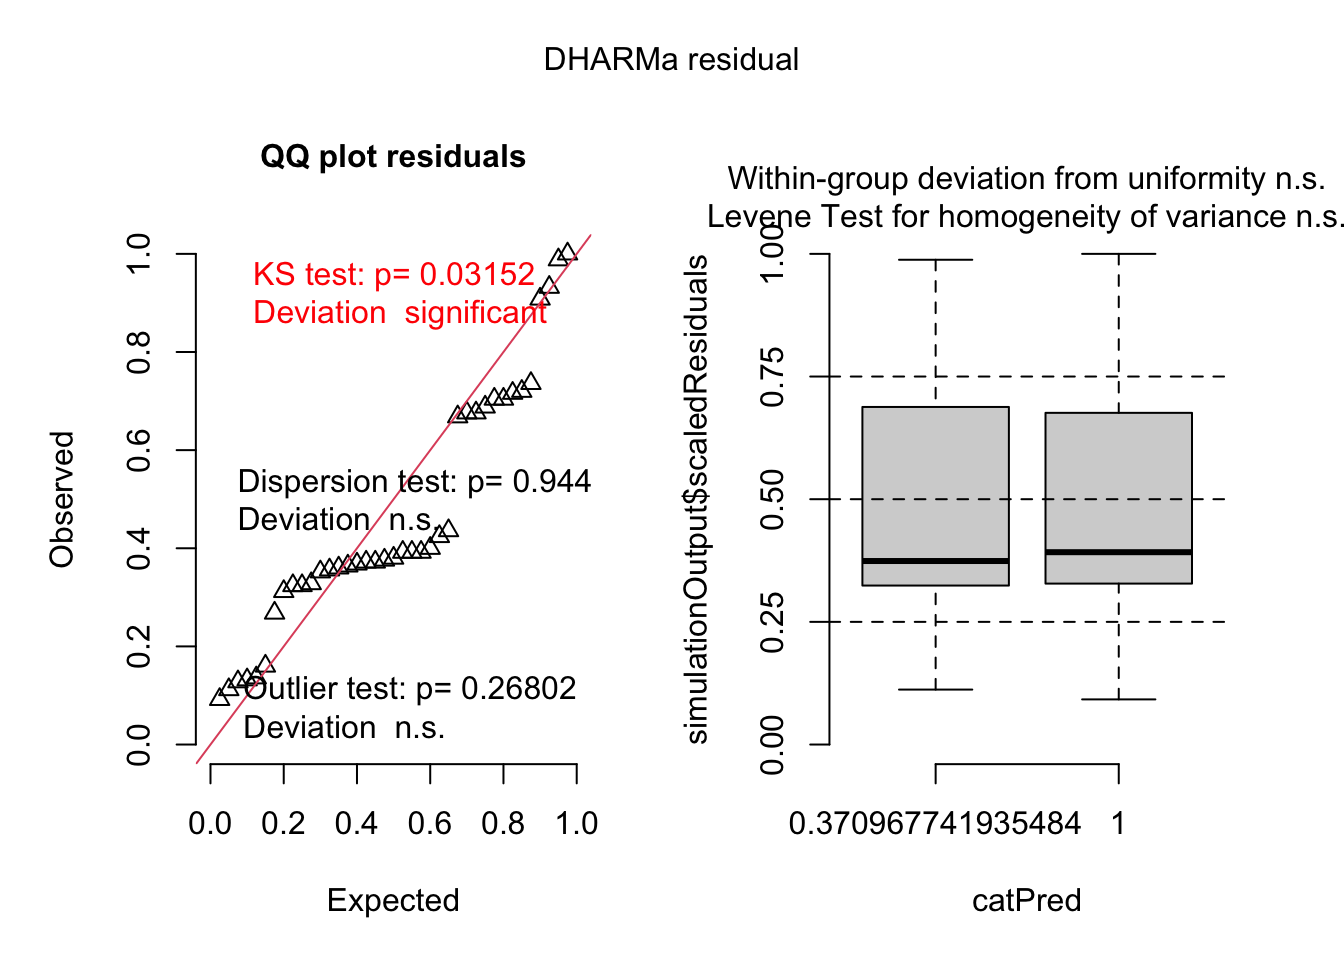 DHARMa residual
QQ plot residuals
KS test: p= 0.03152
Deviation  significant
Dispersion test: p= 0.944
Deviation  n.s.
Outlier test: p= 0.26802
Deviation  n.s.
Observed
0.0
0.2
0.4
0.6
0.8
1.0
0.0 0.2 0.4 0.6 0.8 1.0
Expected
Within-group deviation from uniformity n.s.
Levene Test for homogeneity of variance n.s.
simulationOutput$scaledResiduals
0.00
0.25
0.50
0.75
1.00
0.370967741935484 1
catPred